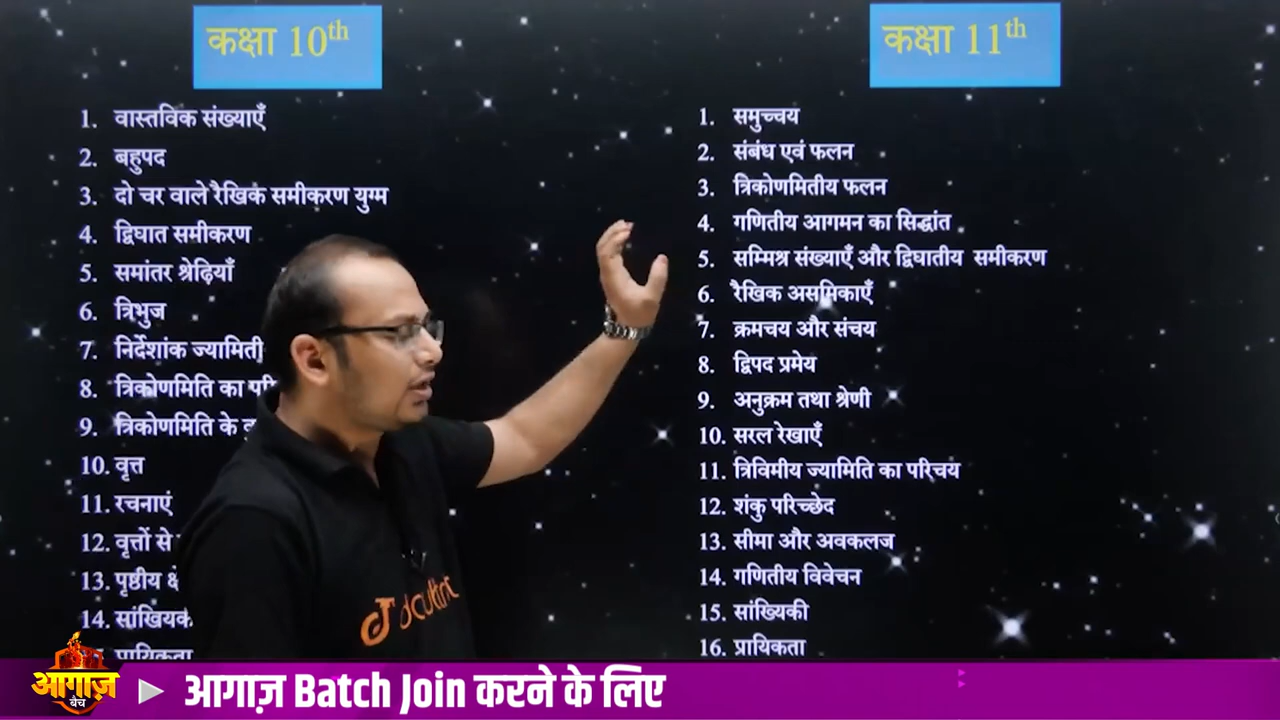 कक्षा 10th
1. वास्तविक संख्याएँ
2. बहुपद
3. दो चर वाले रैखिक समीकरण युग्म
4. द्विघात समीकरण
5. समांतर श्रेढ़ियाँ
6. त्रिभुज
7. निर्देशांक ज्यामिती
8. त्रिकोणमिति का
9. त्रिकोणमिति के
10. वृत्त
11. रचनाएं
12. वृत्तों से
13. पृष्ठीय
14.
कक्षा 11th
1. समुच्चय
2. संबंध एवं फलन
3. त्रिकोणमितीय फलन
4. गणितीय आगमन का सिद्धांत
5. सम्मिश्र संख्याएँ और द्विघातीय समीकरण
6. रैखिक असमिकाएँ
7. क्रमचय और संचय
8. द्विपद प्रमेय
9. अनुक्रम तथा श्रेणी
10. सरल रेखाएँ
11. त्रिविमीय ज्यामिति का परिचय
12. शंकु परिच्छेद
13. सीमा और अवकलज
14. गणितीय विवेचन
15. सांख्यिकी
16. प्रायिकता
आगाज़
बैच
आगाज़ Batch Join करने के लिए